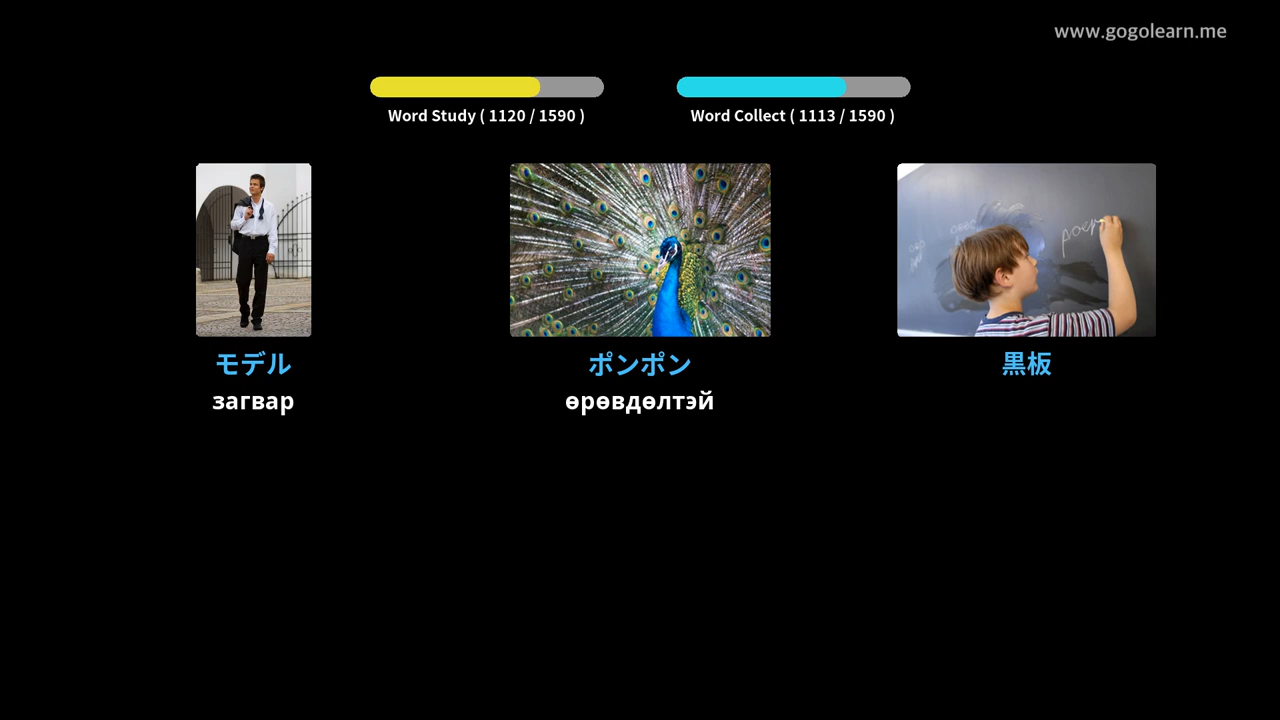 www.gogolearn.me
Word Study ( 1120 / 1590 )
Word Collect ( 1113 / 1590 )
poer
モデル
ポンポン
黒板
загвар
өрөвдөлтэй